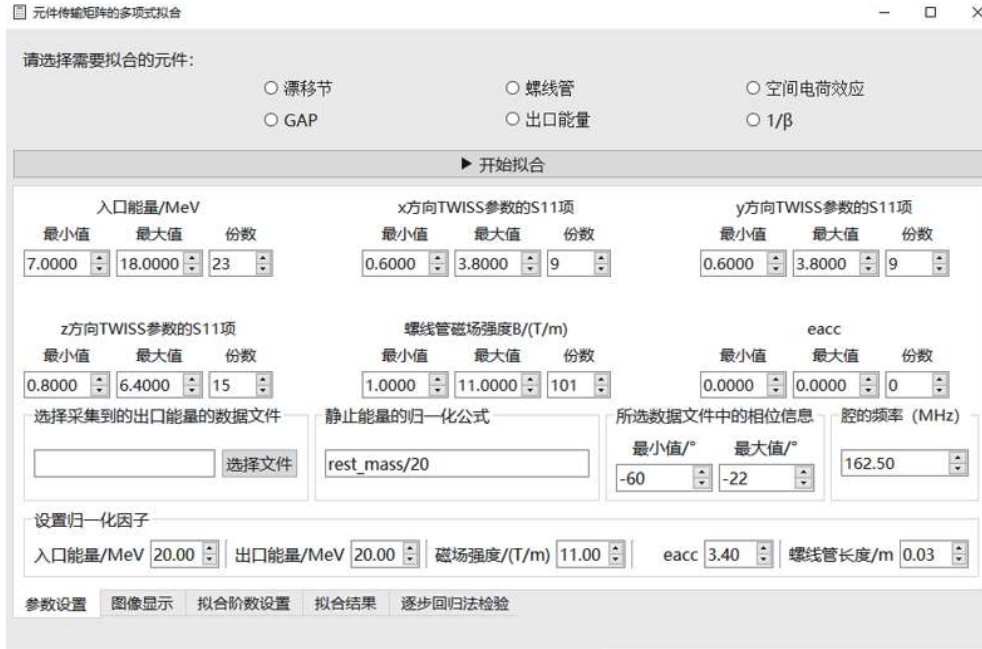 元件传输矩阵的多项式拟合
请选择需要拟合的元件：
漂移节 螺线管 空间电荷效应
GAP 出口能量 1/β
▶ 开始拟合
入口能量/MeV x方向TWISS参数的S11项 y方向TWISS参数的S11项
最小值 最大值 份数 最小值 最大值 份数 最小值 最大值 份数
7.0000 18.0000 23 0.6000 3.8000 9 0.6000 3.8000 9
z方向TWISS参数的S11项 螺线管磁场强度B/(T/m) eacc
最小值 最大值 份数 最小值 最大值 份数 最小值 最大值 份数
0.8000 6.4000 15 1.0000 11.0000 101 0.0000 0.0000 0
选择采集到的出口能量的数据文件 静止能量的归一化公式 所选数据文件中的相位信息 腔的频率（MHz）
最小值/° 最大值/°
选择文件 rest_mass/20 -60 -22 162.50
设置归一化因子
入口能量/MeV 20.00 出口能量/MeV 20.00 磁场强度/(T/m) 11.00 eacc 3.40 螺线管长度/m 0.03
参数设置 图像显示 拟合阶数设置 拟合结果 逐步回归法检验